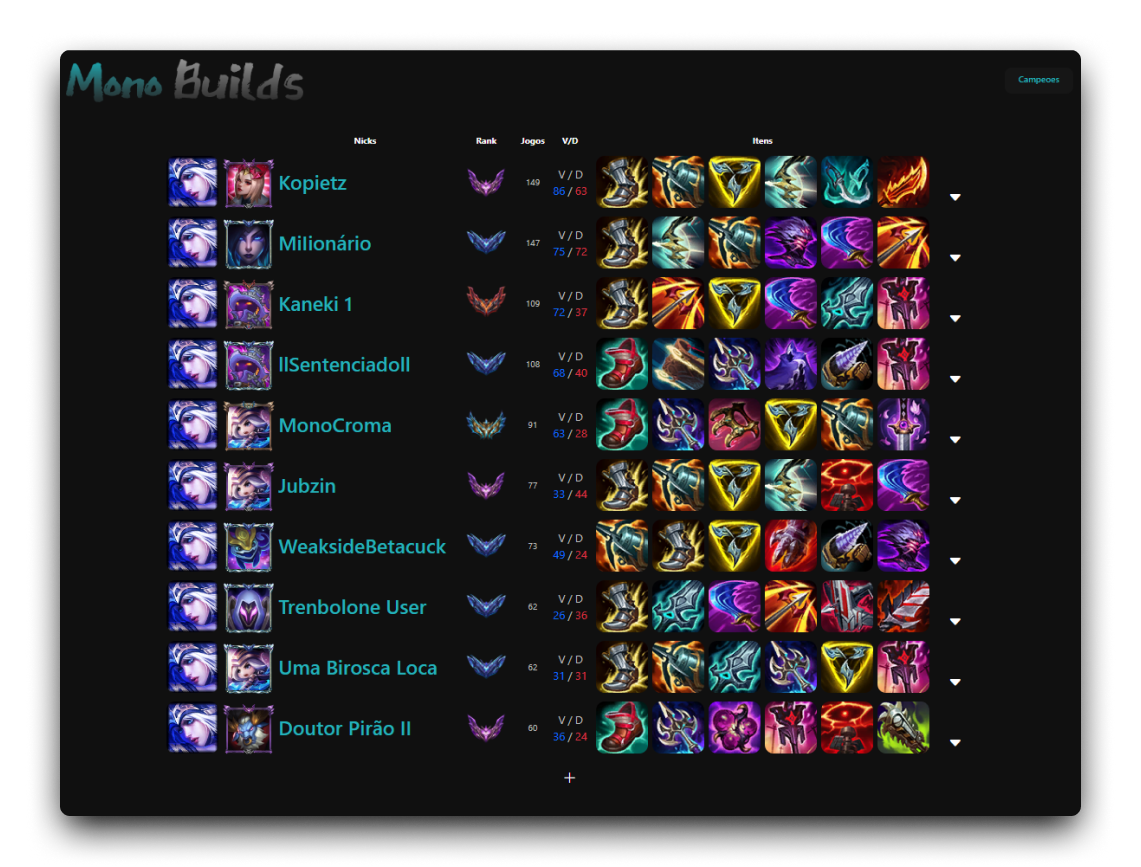 Mono Builds
Campeoes
Nicks Rank Jogos V/D Itens
Kopietz 149 V / D
86 / 63
Milionário 147 V / D
75 / 72
Kaneki 1 109 V / D
72 / 37
llSentenciadoll 108 V / D
68 / 40
MonoCroma 91 V / D
63 / 28
Jubzin 77 V / D
33 / 44
WeaksideBetacuck 73 V / D
49 / 24
Trenbolone User 62 V / D
26 / 36
Uma Birosca Loca 62 V / D
31 / 31
Doutor Pirão II 60 V / D
36 / 24
+